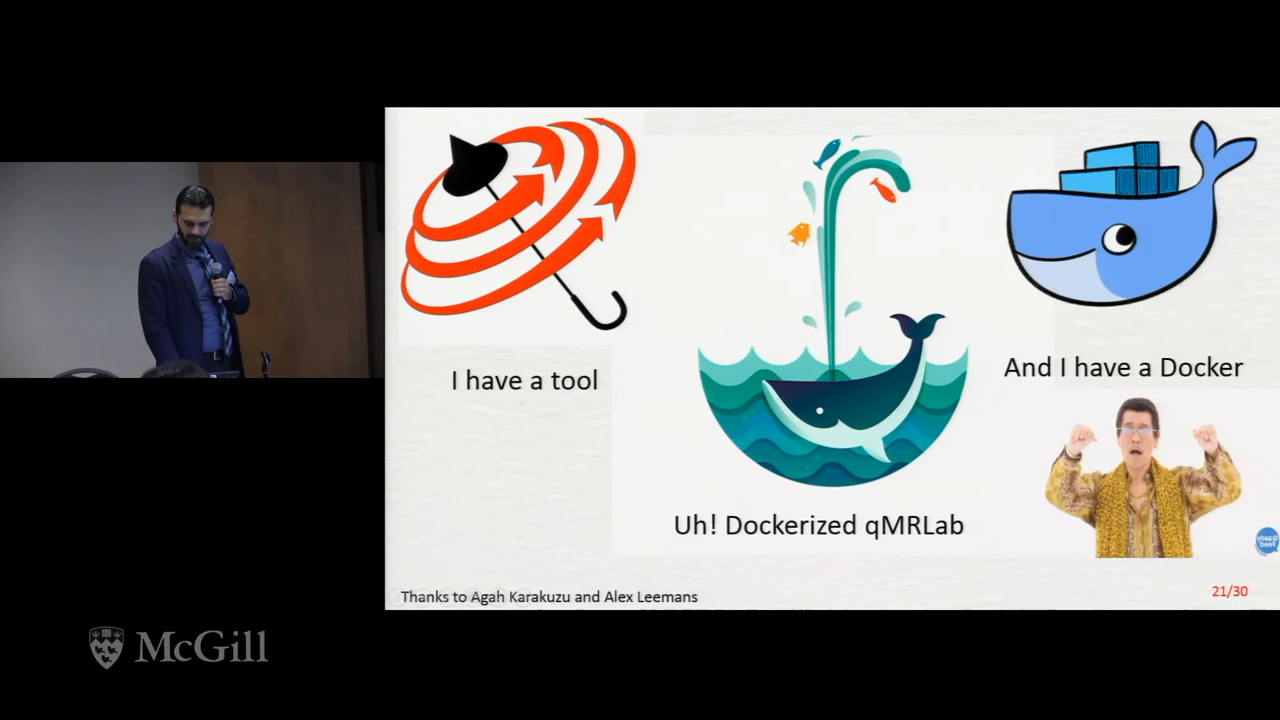 I have a tool
And I have a Docker
Uh! Dockerized qMRLab
Thanks to Agah Karakuzu and Alex Leemans
21/30
McGill